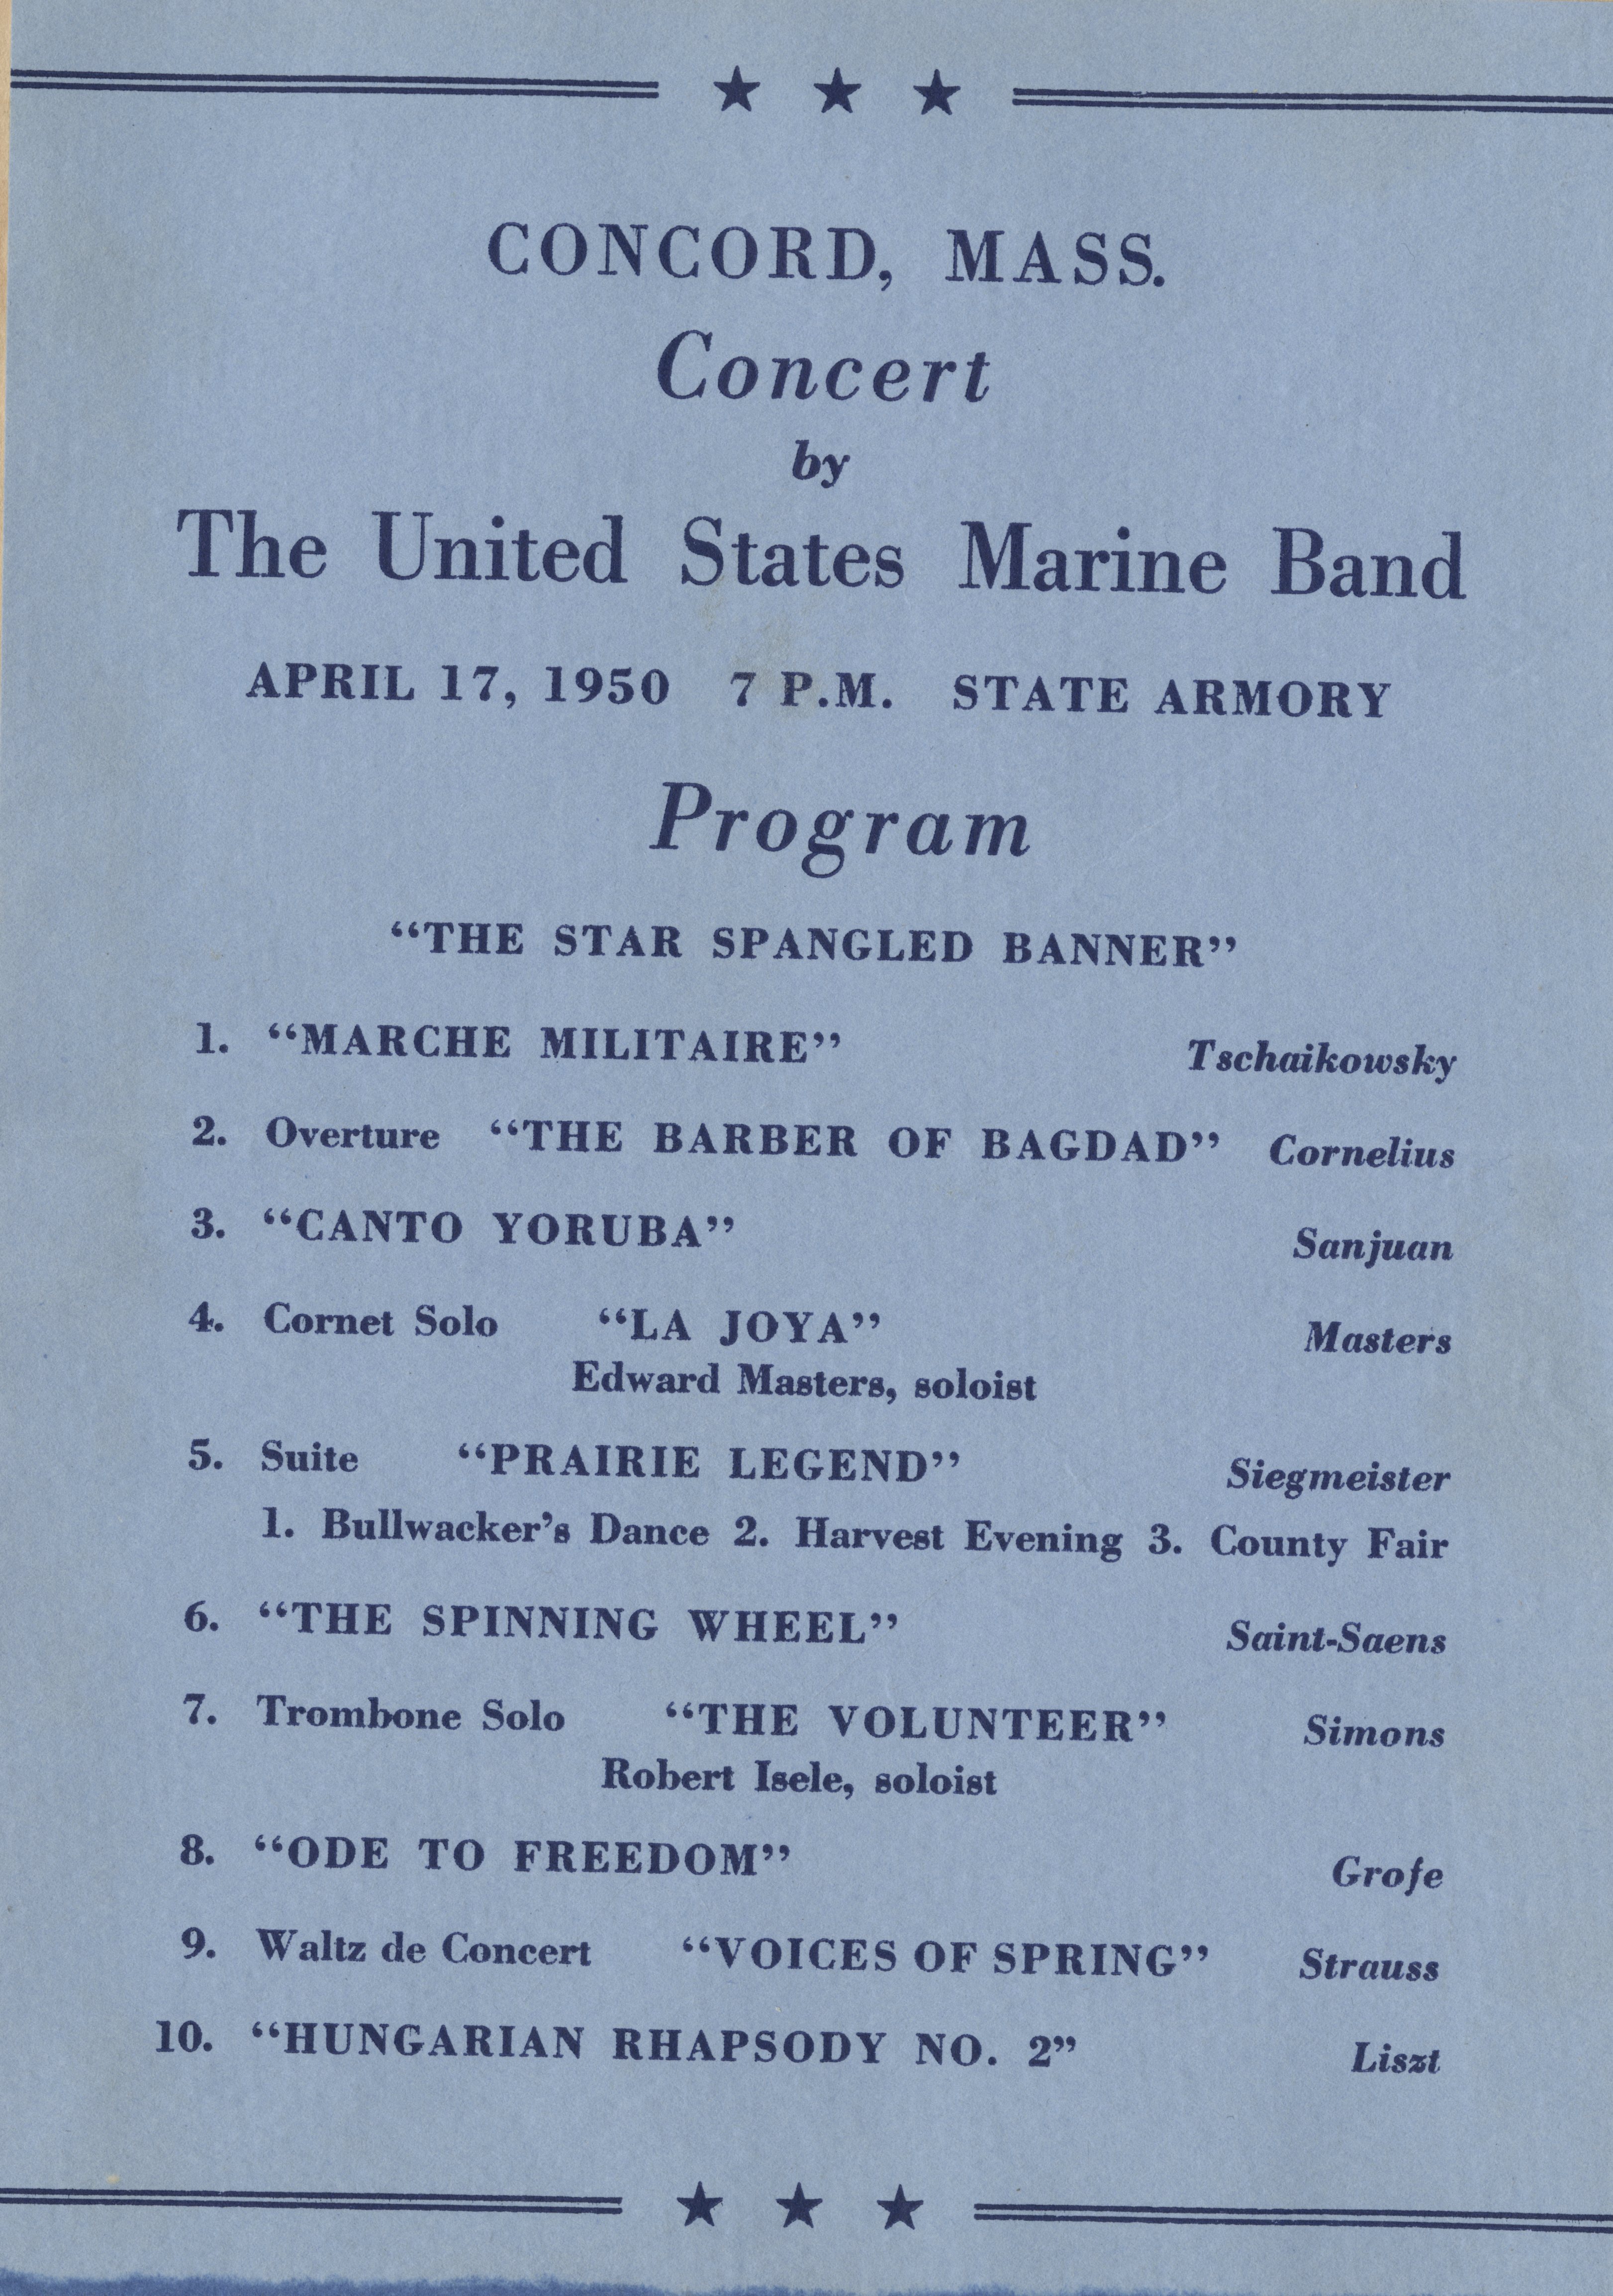 CONCORD, MASS.
Concert
by
The United States Marine Band
APRIL 17, 1950 7 P.M. STATE ARMORY
Program
“THE STAR SPANGLED BANNER”
1. “MARCHE MILITAIRE” Tschaikowsky
2. Overture “THE BARBER OF BAGDAD” Cornelius
3. “CANTO YORUBA” Sanjuan
4. Cornet Solo “LA JOYA” Masters
Edward Masters, soloist
5. Suite “PRAIRIE LEGEND” Siegmeister
1. Bullwacker’s Dance 2. Harvest Evening 3. County Fair
6. “THE SPINNING WHEEL” Saint-Saens
7. Trombone Solo “THE VOLUNTEER” Simons
Robert Isele, soloist
8. “ODE TO FREEDOM” Grofe
9. Waltz de Concert “VOICES OF SPRING” Strauss
10. “HUNGARIAN RHAPSODY NO. 2” Liszt